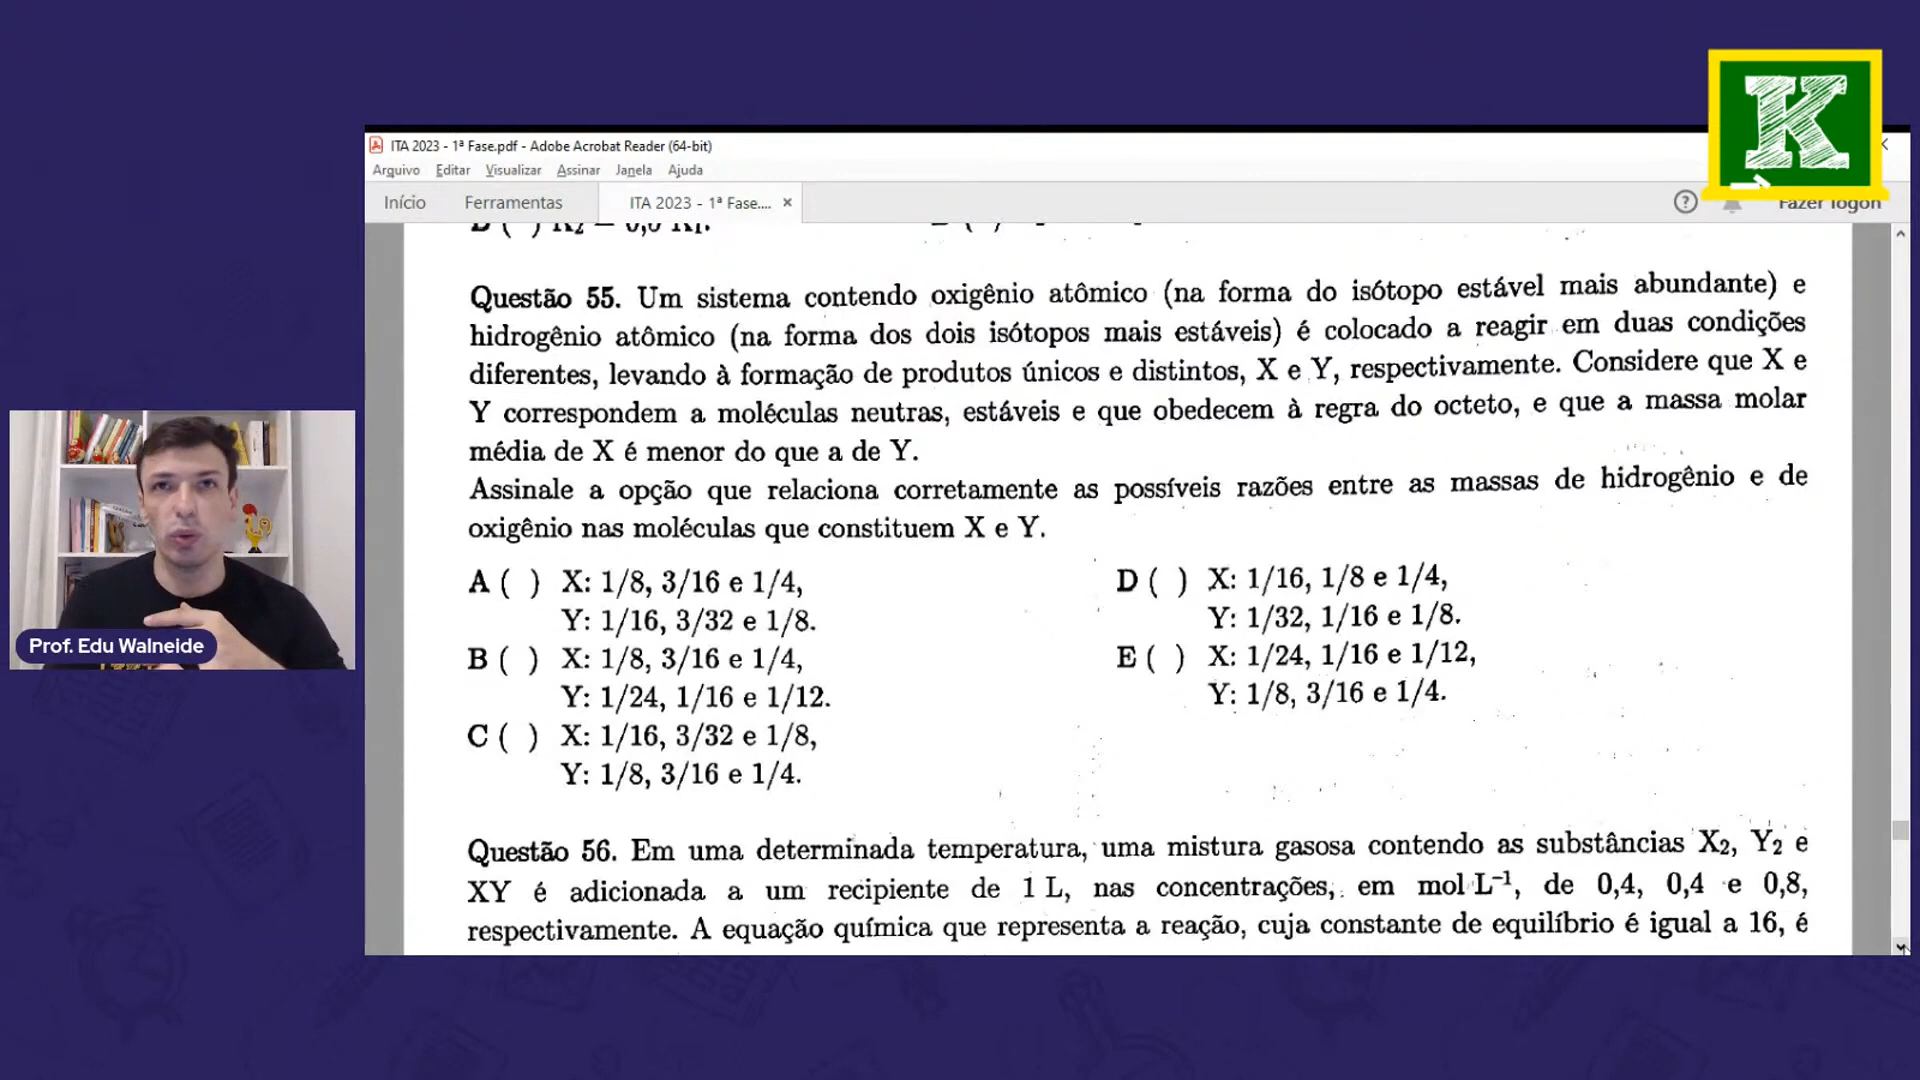 K
ITA 2023 - 1ª Fase.pdf - Adobe Acrobat Reader (64-bit)
Arquivo Editar Visualizar Assinar Janela Ajuda
Início Ferramentas ITA 2023 - 1ª Fase.... × ? Fazer logon
Questão 55. Um sistema contendo oxigênio atômico (na forma do isótopo estável mais abundante) e
hidrogênio atômico (na forma dos dois isótopos mais estáveis) é colocado a reagir em duas condições
diferentes, levando à formação de produtos únicos e distintos, X e Y, respectivamente. Considere que X e
Y correspondem a moléculas neutras, estáveis e que obedecem à regra do octeto, e que a massa molar
média de X é menor do que a de Y.
Assinale a opção que relaciona corretamente as possíveis razões entre as massas de hidrogênio e de
oxigênio nas moléculas que constituem X e Y.
A ( ) X: 1/8, 3/16 e 1/4,
Y: 1/16, 3/32 e 1/8.
B ( ) X: 1/8, 3/16 e 1/4,
Y: 1/24, 1/16 e 1/12.
C ( ) X: 1/16, 3/32 e 1/8,
Y: 1/8, 3/16 e 1/4.
D ( ) X: 1/16, 1/8 e 1/4,
Y: 1/32, 1/16 e 1/8.
E ( ) X: 1/24, 1/16 e 1/12,
Y: 1/8, 3/16 e 1/4.
Questão 56. Em uma determinada temperatura, uma mistura gasosa contendo as substâncias X₂, Y₂ e
XY é adicionada a um recipiente de 1 L, nas concentrações, em mol L⁻¹, de 0,4, 0,4 e 0,8,
respectivamente. A equação química que representa a reação, cuja constante de equilíbrio é igual a 16, é
Prof. Edu Walneide